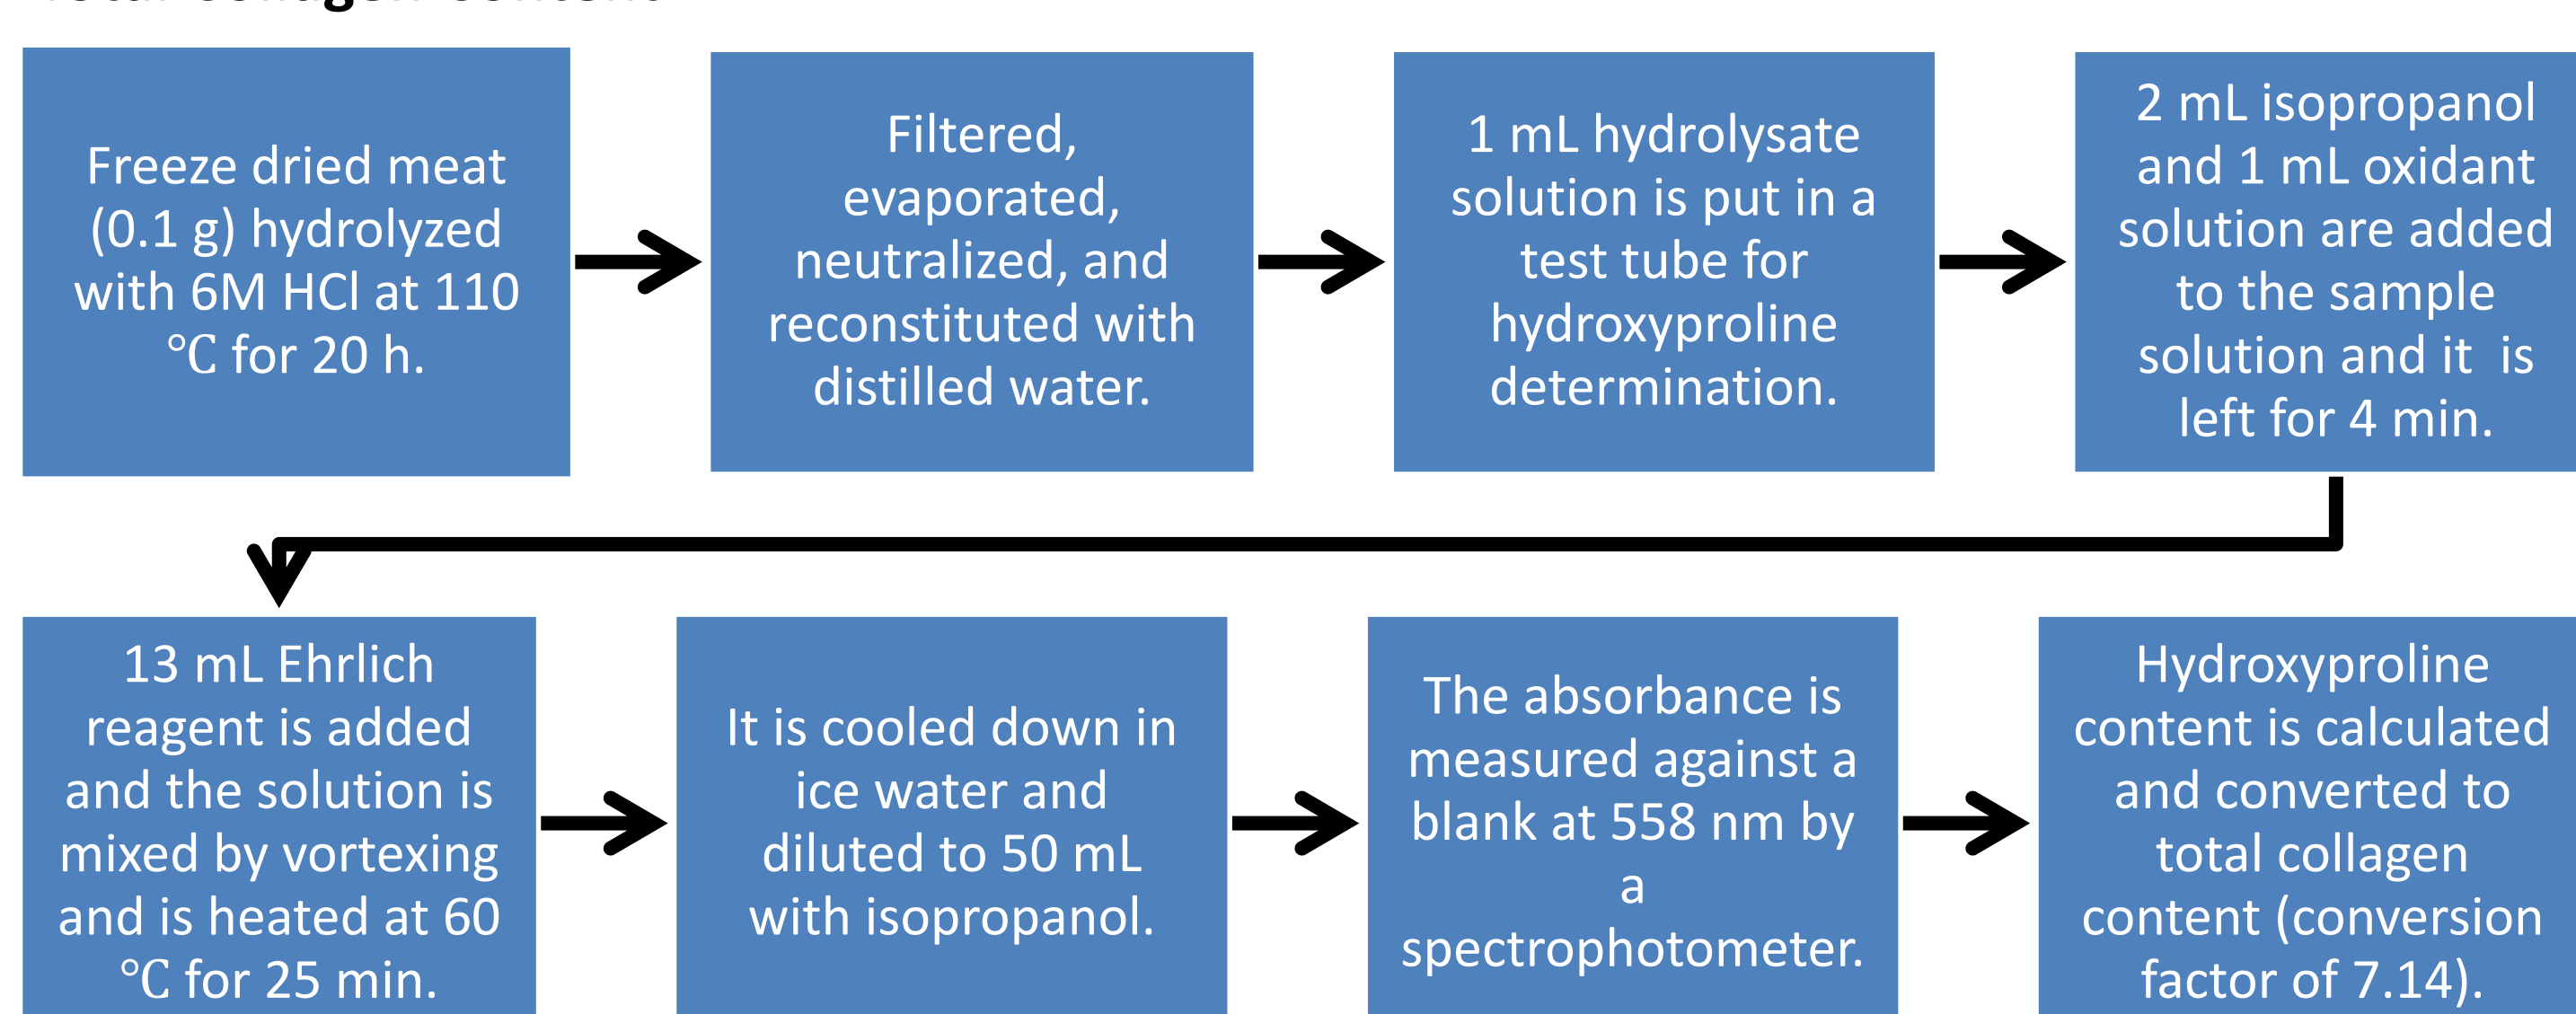 Total collagen content
Freeze dried meat
(0.1 g) hydrolyzed
with 6M HCl at 110
℃ for 20 h.
Filtered,
evaporated,
neutralized, and
reconstituted with
distilled water.
1 mL hydrolysate
solution is put in a
test tube for
hydroxyproline
determination.
2 mL isopropanol
and 1 mL oxidant
solution are added
to the sample
solution and it  is
left for 4 min.
13 mL Ehrlich
reagent is added
and the solution is
mixed by vortexing
and is heated at 60
℃ for 25 min.
It is cooled down in
ice water and
diluted to 50 mL
with isopropanol.
The absorbance is
measured against a
blank at 558 nm by
a
spectrophotometer.
Hydroxyproline
content is calculated
and converted to
total collagen
content (conversion
factor of 7.14).